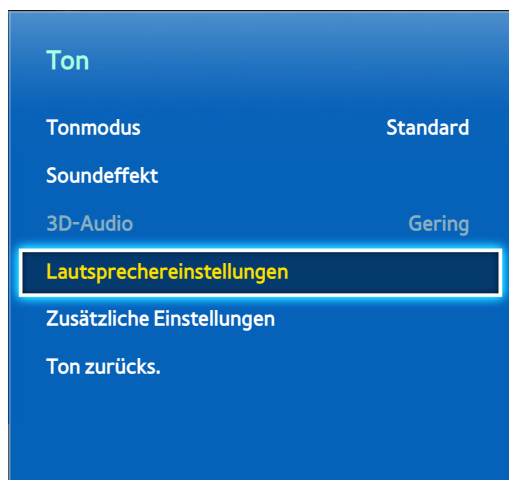 Ton
Tonmodus Standard
Soundeffekt
3D-Audio Gering
Lautsprechereinstellungen
Zusätzliche Einstellungen
Ton zurücks.